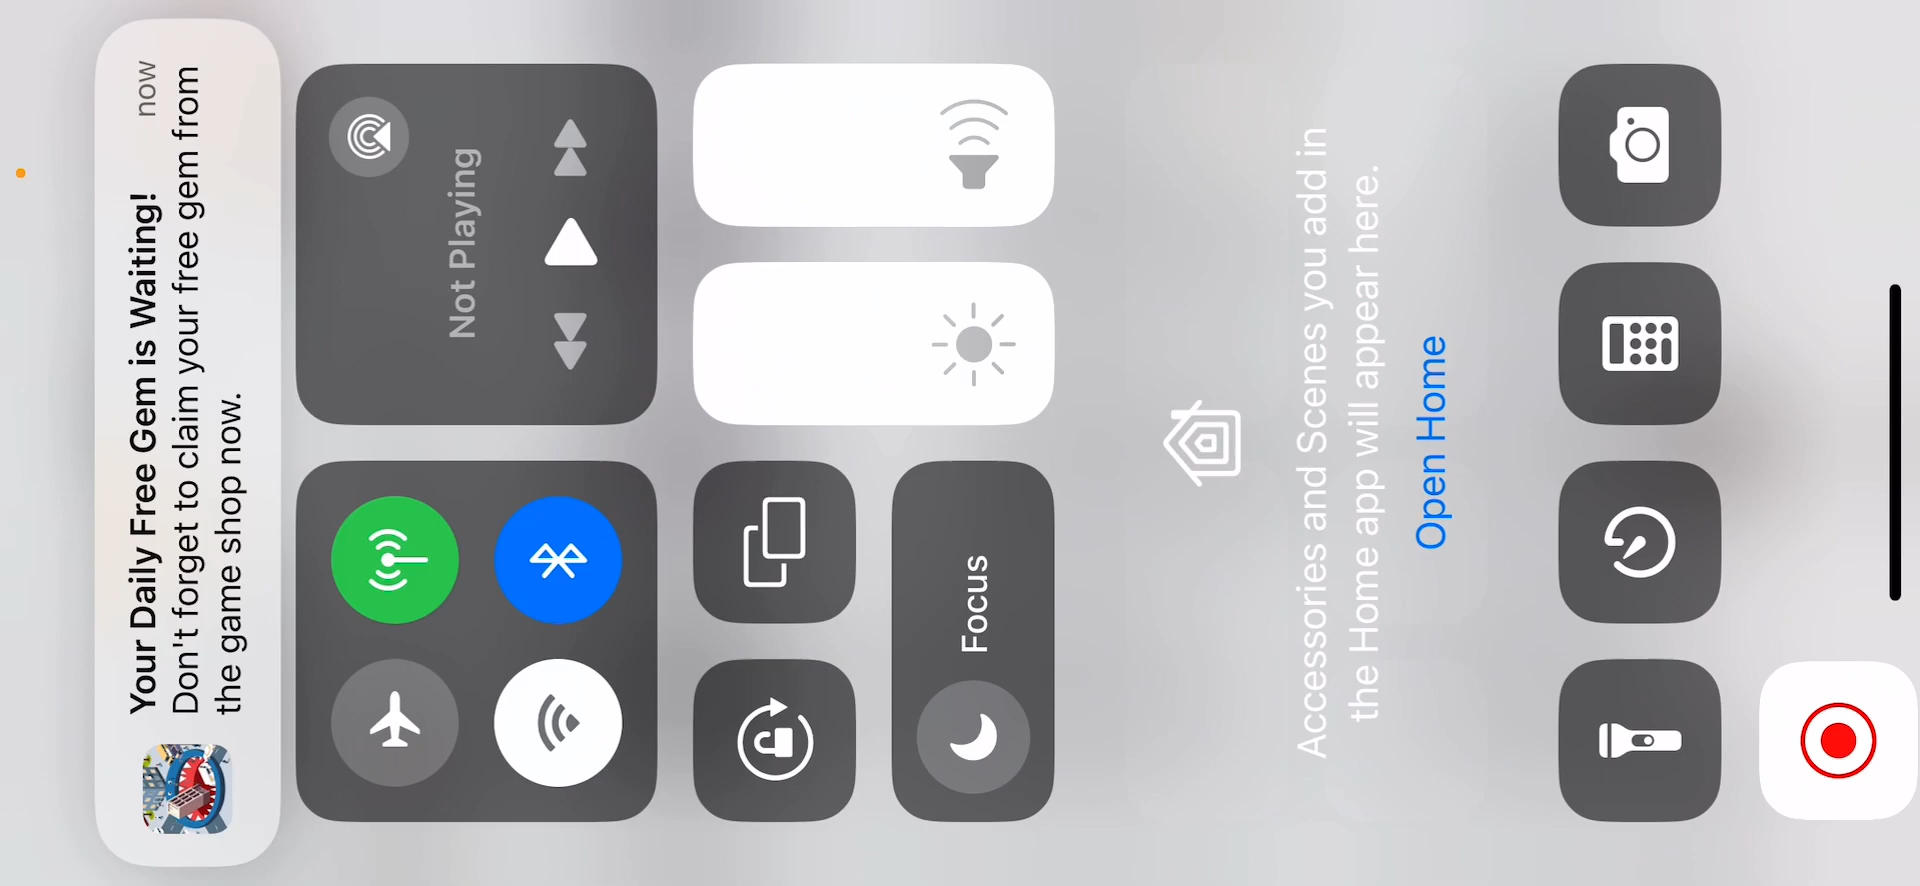 Your Daily Free Gem is Waiting!
now
Don't forget to claim your free gem from
the game shop now.
Not Playing
Focus
Accessories and Scenes you add in
the Home app will appear here.
Open Home